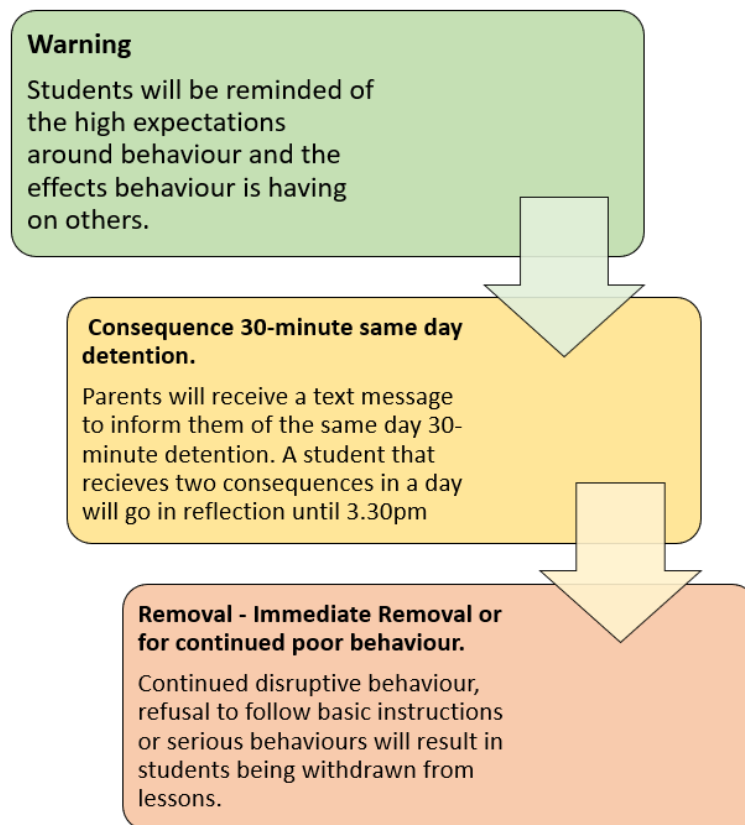 Warning
Students will be reminded of
the high expectations
around behaviour and the
effects behaviour is having
on others.
Consequence 30-minute same day
detention.
Parents will receive a text message
to inform them of the same day 30-
minute detention. A student that
recieves two consequences in a day
will go in reflection until 3.30pm
Removal - Immediate Removal or
for continued poor behaviour.
Continued disruptive behaviour,
refusal to follow basic instructions
or serious behaviours will result in
students being withdrawn from
lessons.